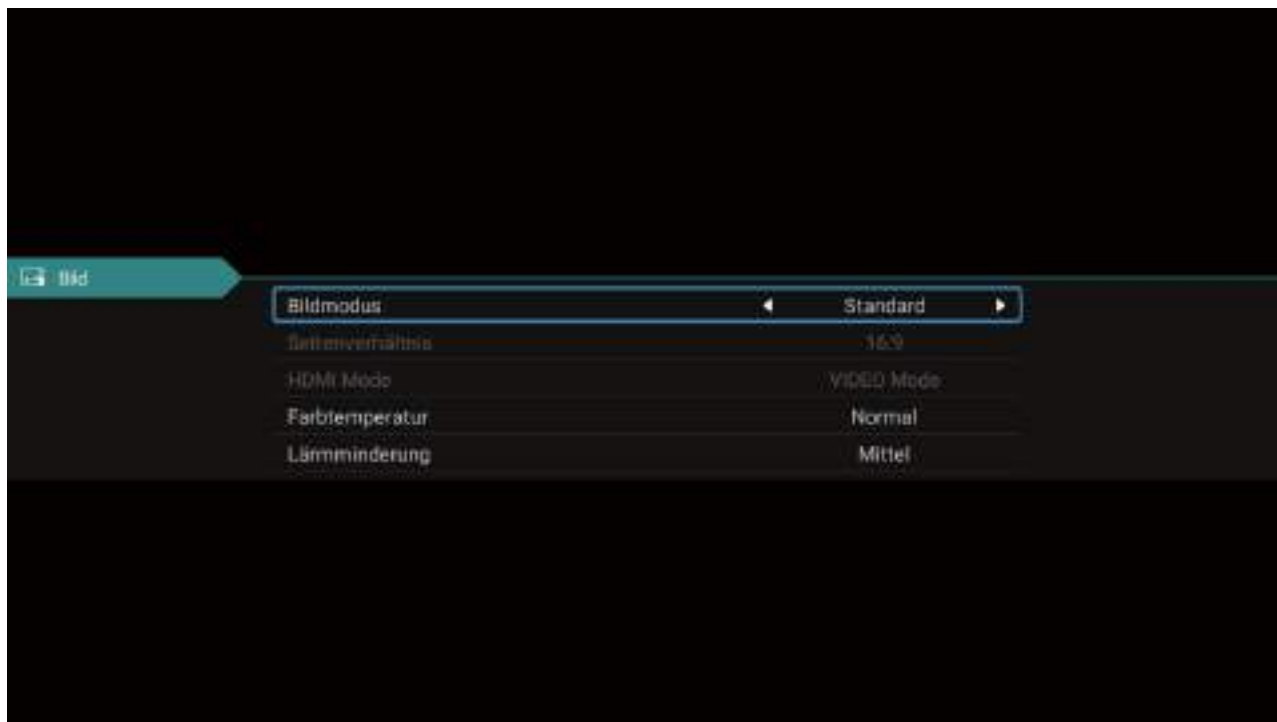 Bild
Bildmodus Standard
Seitenverhältnis 16:9
HDMI Mode VIDEO Mode
Farbtemperatur Normal
Lärmminderung Mittel